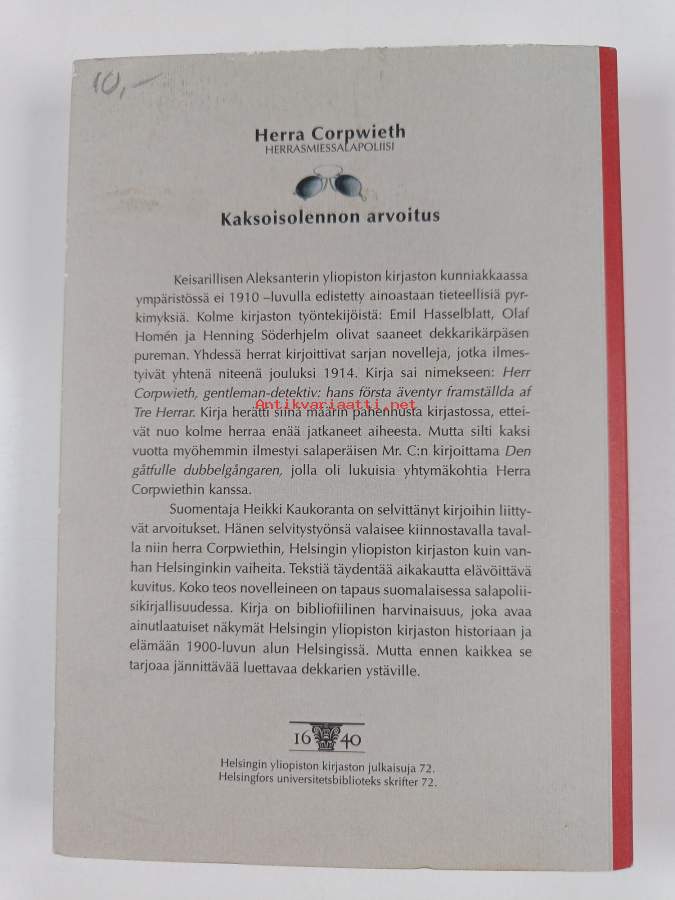 10,-
Herra Corpwieth
HERRASMIESSALAPOLIISI
Kaksoisolennon arvoitus
Keisarillisen Aleksanterin yliopiston kirjaston kunniakkaassa
ympäristössä ei 1910 –luvulla edistetty ainoastaan tieteellisiä pyr-
kimyksiä. Kolme kirjaston työntekijöistä: Emil Hasselblatt, Olaf
Homén ja Henning Söderhjelm olivat saaneet dekkarikärpäsen
pureman. Yhdessä herrat kirjoittivat sarjan novelleja, jotka ilmes-
tyivät yhtenä niteenä jouluksi 1914. Kirja sai nimekseen: Herr
Corpwieth, gentleman-detektiv: hans första äventyr framställda af
Antikvariaatti.net
Tre Herrar. Kirja herätti siinä määrin pahennusta kirjastossa, ettei-
vät nuo kolme herraa enää jatkaneet aiheesta. Mutta silti kaksi
vuotta myöhemmin ilmestyi salaperäisen Mr. C:n kirjoittama Den
gåtfulle dubbelgångaren, jolla oli lukuisia yhtymäkohtia Herra
Corpwiethin kanssa.
Suomentaja Heikki Kaukoranta on selvittänyt kirjoihin liitty-
vät arvoitukset. Hänen selvitystyönsä valaisee kiinnostavalla taval-
la niin herra Corpwiethin, Helsingin yliopiston kirjaston kuin van-
han Helsinginkin vaiheita. Tekstiä täydentää aikakautta elävöittävä
kuvitus. Koko teos novelleineen on tapaus suomalaisessa salapolii-
sikirjallisuudessa. Kirja on bibliofiilinen harvinaisuus, joka avaa
ainutlaatuiset näkymät Helsingin yliopiston kirjaston historiaan ja
elämään 1900-luvun alun Helsingissä. Mutta ennen kaikkea se
tarjoaa jännittävää luettavaa dekkarien ystäville.
16 40
Helsingin yliopiston kirjaston julkaisuja 72.
Helsingfors universitetsbiblioteks skrifter 72.